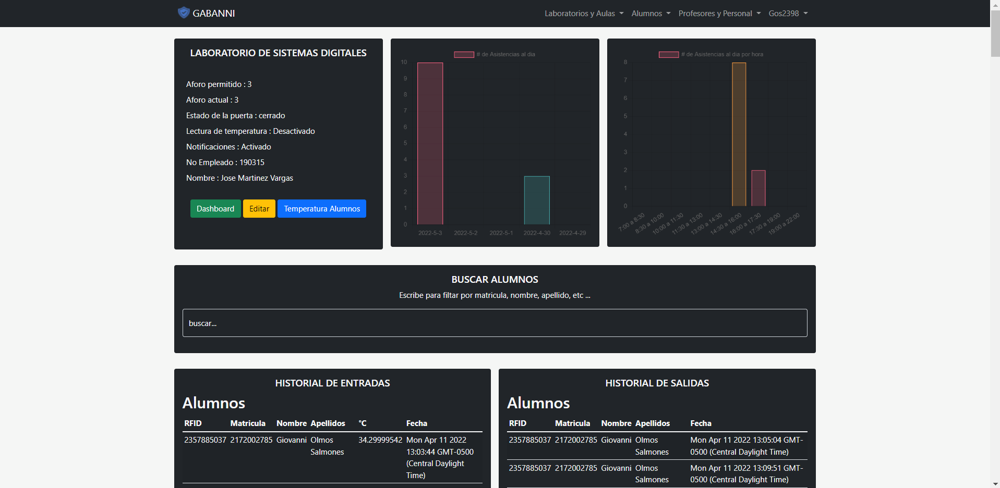 GABANNI
Laboratorios y Aulas
Alumnos
Profesores y Personal
Gos2398
LABORATORIO DE SISTEMAS DIGITALES
Aforo permitido : 3
Aforo actual : 3
Estado de la puerta : cerrado
Lectura de temperatura : Desactivado
Notificaciones : Activado
No Empleado : 190315
Nombre : Jose Martinez Vargas
Dashboard
Editar
Temperatura Alumnos
# de Asistencias al dia
10
9
8
7
6
5
4
3
2
1
0
2022-5-3
2022-5-2
2022-5-1
2022-4-30
2022-4-29
# de Asistencias al dia por hora
8
7
6
5
4
3
2
1
0
7:00 a 8:30
8:30 a 10:00
10:00 a 11:30
11:30 a 13:00
13:00 a 14:30
14:30 a 16:00
16:00 a 17:30
17:30 a 19:00
19:00 a 22:00
BUSCAR ALUMNOS
Escribe para filtar por matricula, nombre, apellido, etc ...
buscar...
HISTORIAL DE ENTRADAS
Alumnos
RFID Matricula Nombre Apellidos °C Fecha
2357885037 2172002785 Giovanni Olmos 34.29999542 Mon Apr 11 2022
Salmones 13:03:44 GMT-0500
(Central Daylight
Time)
HISTORIAL DE SALIDAS
Alumnos
RFID Matricula Nombre Apellidos Fecha
2357885037 2172002785 Giovanni Olmos Mon Apr 11 2022 13:05:04 GMT-
Salmones 0500 (Central Daylight Time)
2357885037 2172002785 Giovanni Olmos Mon Apr 11 2022 13:09:51 GMT-
Salmones 0500 (Central Daylight Time)